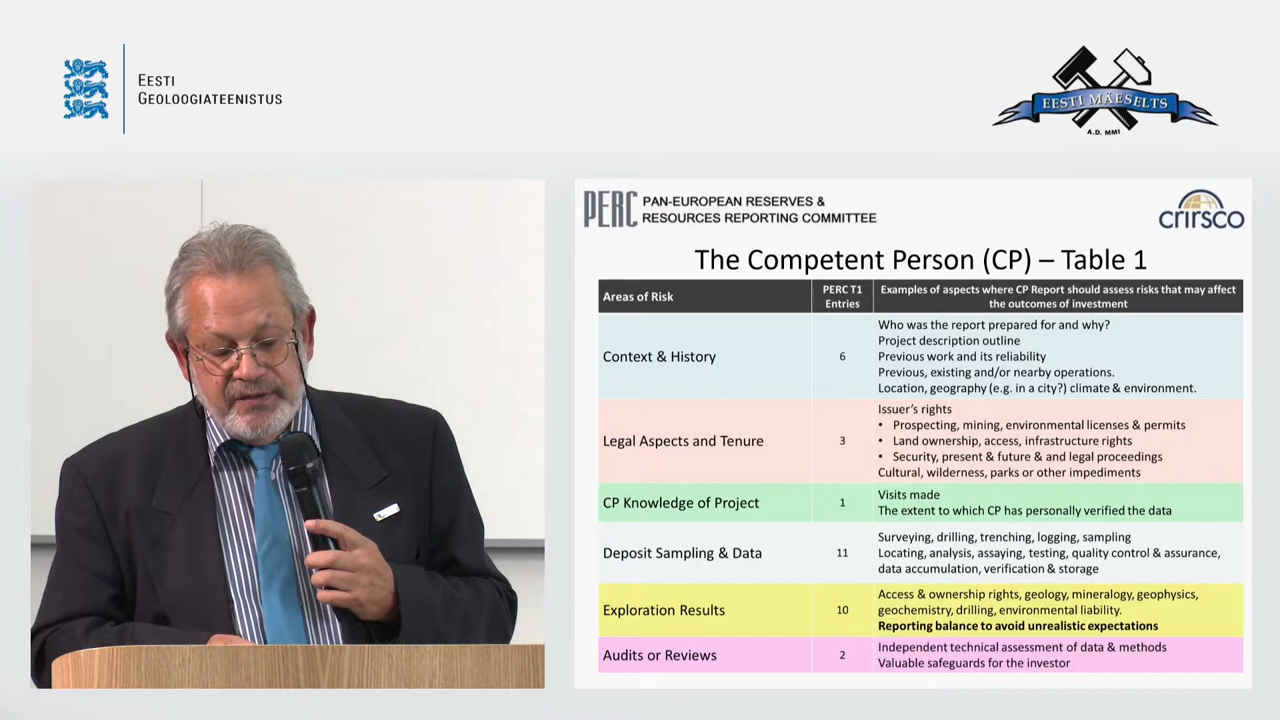 EESTI
GEOLOOGIATEENISTUS
EESTI MÄESELTS
A.D. MMI
PERC PAN-EUROPEAN RESERVES &
RESOURCES REPORTING COMMITTEE
crirsco
The Competent Person (CP) – Table 1
Areas of Risk
PERC T1
Entries
Examples of aspects where CP Report should assess risks that may affect
the outcomes of investment
Context & History
6
Who was the report prepared for and why?
Project description outline
Previous work and its reliability
Previous, existing and/or nearby operations.
Location, geography (e.g. in a city?) climate & environment.
Legal Aspects and Tenure
3
Issuer's rights
• Prospecting, mining, environmental licenses & permits
• Land ownership, access, infrastructure rights
• Security, present & future & and legal proceedings
Cultural, wilderness, parks or other impediments
CP Knowledge of Project
1
Visits made
The extent to which CP has personally verified the data
Deposit Sampling & Data
11
Surveying, drilling, trenching, logging, sampling
Locating, analysis, assaying, testing, quality control & assurance,
data accumulation, verification & storage
Exploration Results
10
Access & ownership rights, geology, mineralogy, geophysics,
geochemistry, drilling, environmental liability.
Reporting balance to avoid unrealistic expectations
Audits or Reviews
2
Independent technical assessment of data & methods
Valuable safeguards for the investor